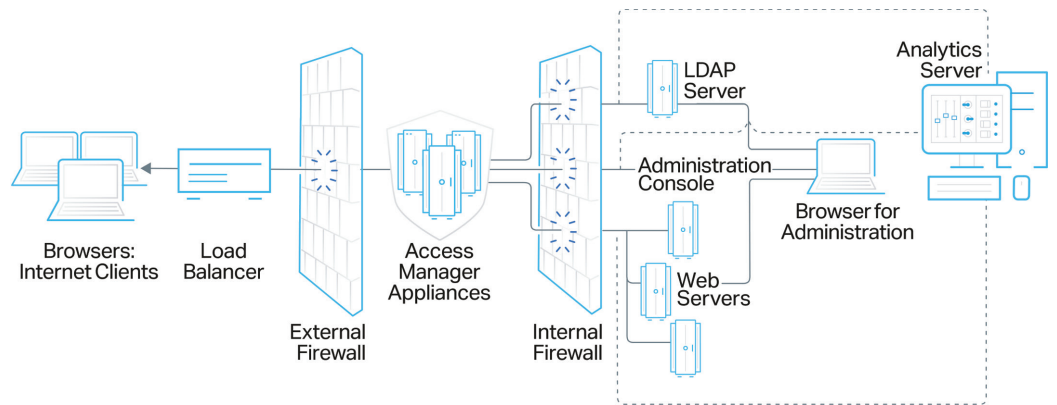 Browsers:
Internet Clients
Load
Balancer
External
Firewall
Access
Manager
Appliances
Internal
Firewall
LDAP
Server
Administration
Console
Web
Servers
Browser for
Administration
Analytics
Server